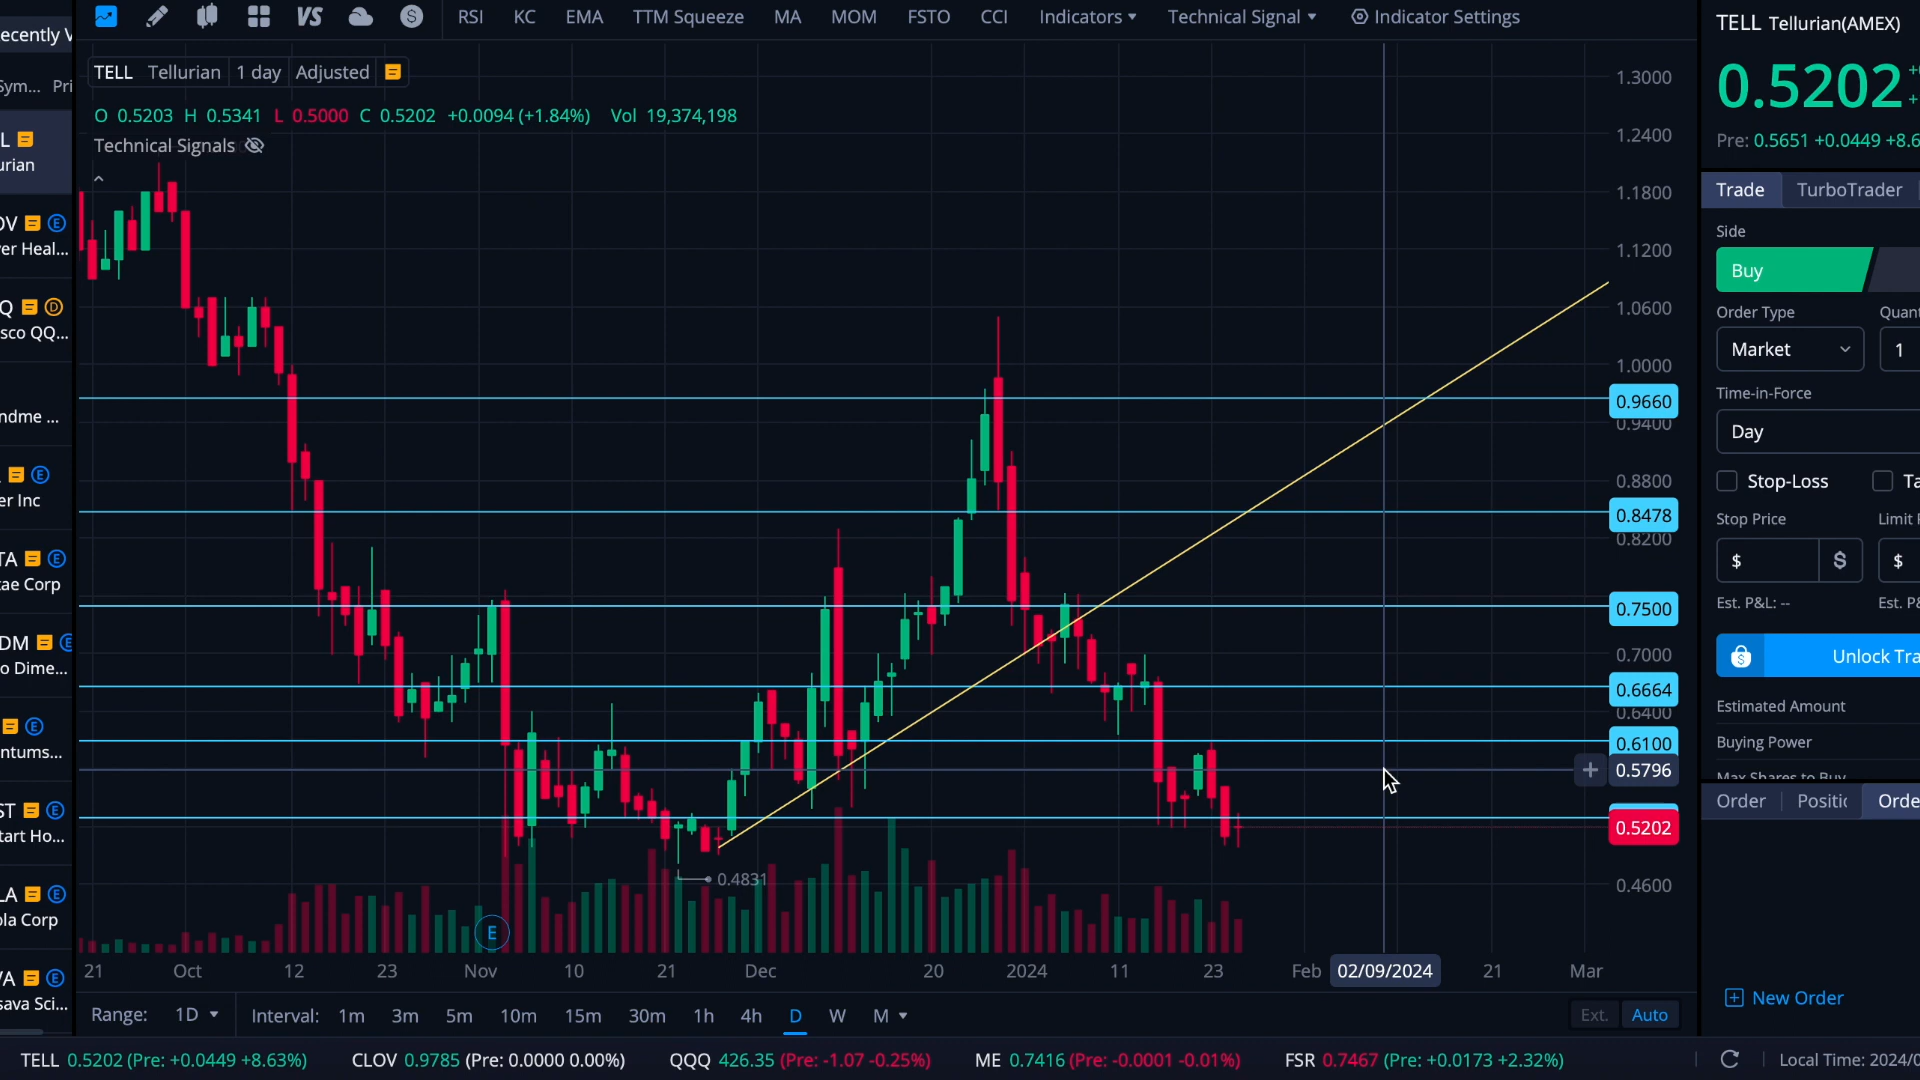 VS
S
RSI KC EMA TTM Squeeze MA MOM FSTO CCI Indicators Technical Signal Indicator Settings
TELL Tellurian 1 day Adjusted
O 0.5203 H 0.5341 L 0.5000 C 0.5202 +0.0094 (+1.84%) Vol 19,374,198
Technical Signals
ecently V
Sym... Pri
L
urian
OV E
er Heal...
Q D
sco QQ...
ndme ...
E
er Inc
TA E
ae Corp
DM E
o Dime...
E
ntums...
ST E
tart Ho...
LA E
la Corp
VA E
sava Sci...
1.3000
1.2400
1.1800
1.1200
1.0600
1.0000
0.9660
0.9400
0.8800
0.8478
0.8200
0.7500
0.7000
0.6664
0.6400
0.6100
0.5796
0.5202
0.4600
0.4831
E
21 Oct 12 23 Nov 10 21 Dec 20 2024 11 23 Feb 02/09/2024 21 Mar
Range: 1D Interval: 1m 3m 5m 10m 15m 30m 1h 4h D W M Ext. Auto
TELL Tellurian(AMEX)
0.5202
Pre: 0.5651 +0.0449 +8.6
Trade TurboTrader
Side
Buy
Order Type Quant
Market 1
Time-in-Force
Day
Stop-Loss Ta
Stop Price Limit P
$ $ $
Est. P&L: -- Est. P&
Unlock Tra
Estimated Amount
Buying Power
Max Shares to Buy
Order Positic Orde
New Order
TELL 0.5202 (Pre: +0.0449 +8.63%) CLOV 0.9785 (Pre: 0.0000 0.00%) QQQ 426.35 (Pre: -1.07 -0.25%) ME 0.7416 (Pre: -0.0001 -0.01%) FSR 0.7467 (Pre: +0.0173 +2.32%) Local Time: 2024/0